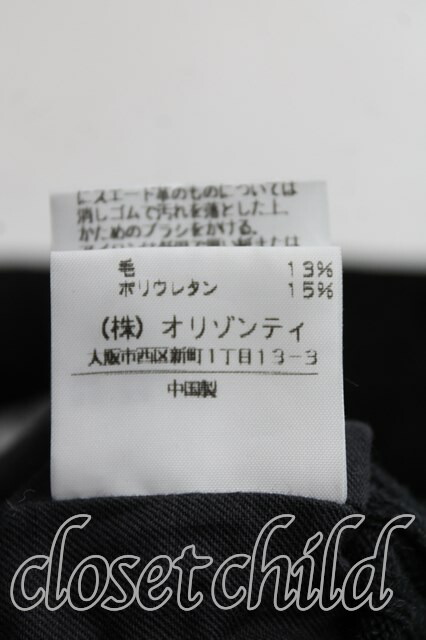 にスエード革のものについては
消しゴムで汚れを落とした上、
かためのブラシをかける。
毛 13%
ポリウレタン 15%
(株) オリゾンティ
大阪市西区新町1丁目13-3
中国製
closet child